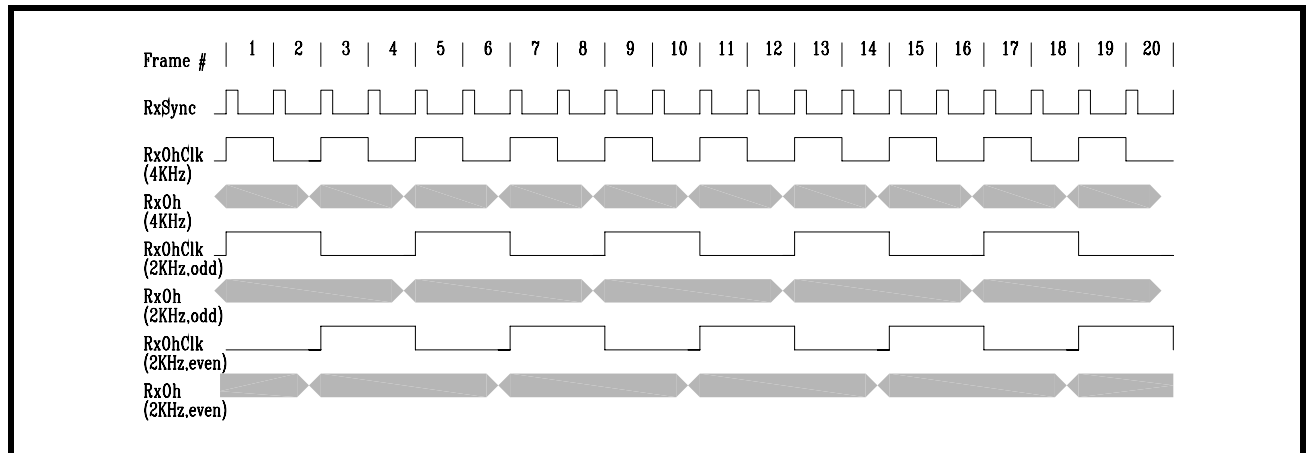 Frame # 1 2 3 4 5 6 7 8 9 10 11 12 13 14 15 16 17 18 19 20
RxSync
RxOhClk
(4KHz)
RxOh
(4KHz)
RxOhClk
(2KHz,odd)
RxOh
(2KHz,odd)
RxOhClk
(2KHz,even)
RxOh
(2KHz,even)